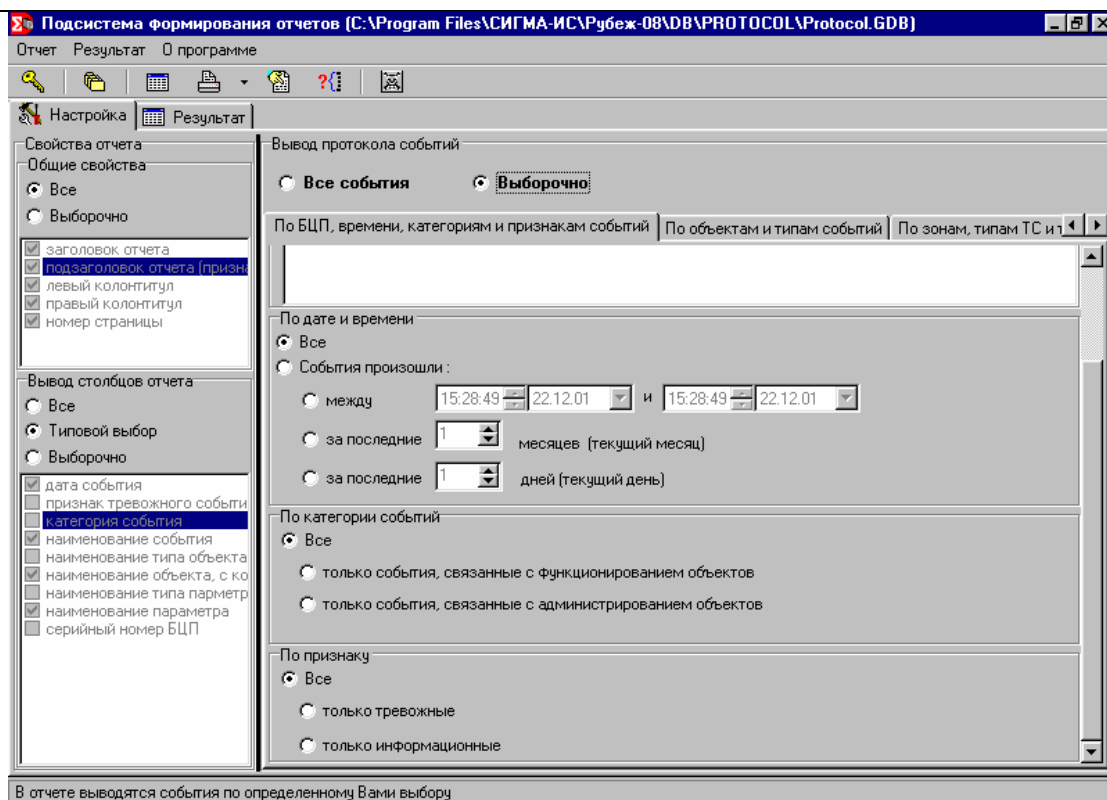 Подсистема формирования отчетов (C:\Program Files\СИГМА-ИС\Рубеж-08\DB\PROTOCOL\Protocol.GDB)
Отчет Результат О программе
Настройка Результат
Свойства отчета
Общие свойства
Все
Выборочно
заголовок отчета
подзаголовок отчета (призна
левый колонтитул
правый колонтитул
номер страницы
Вывод столбцов отчета
Все
Типовой выбор
Выборочно
дата события
признак тревожного событи
категория события
наименование события
наименование типа объекта
наименование объекта, с ко
наименование типа парметр
наименование параметра
серийный номер БЦП
Вывод протокола событий
Все события Выборочно
По БЦП, времени, категориям и признакам событий По объектам и типам событий По зонам, типам ТС и т
По дате и времени
Все
События произошли :
между 15:28:49 22.12.01 и 15:28:49 22.12.01
за последние 1 месяцев (текущий месяц)
за последние 1 дней (текущий день)
По категории событий
Все
только события, связанные с функционированием объектов
только события, связанные с администрированием объектов
По признаку
Все
только тревожные
только информационные
В отчете выводятся события по определенному Вами выбору